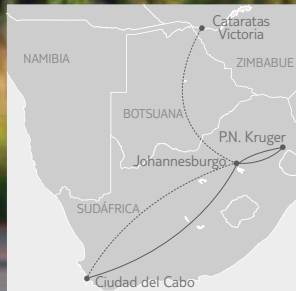 Cataratas
Victoria
NAMIBIA
ZIMBABUE
BOTSUANA
P.N. Kruger
Johannesburgo
SUDÁFRICA
Ciudad del Cabo